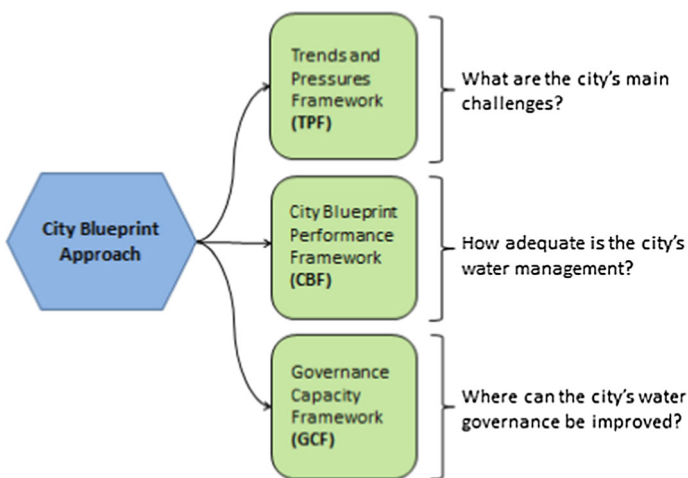 City Blueprint
Approach
Trends and
Pressures
Framework
(TPF)
What are the city's main
challenges?
City Blueprint
Performance
Framework
(CBF)
How adequate is the city's
water management?
Governance
Capacity
Framework
(GCF)
Where can the city's water
governance be improved?